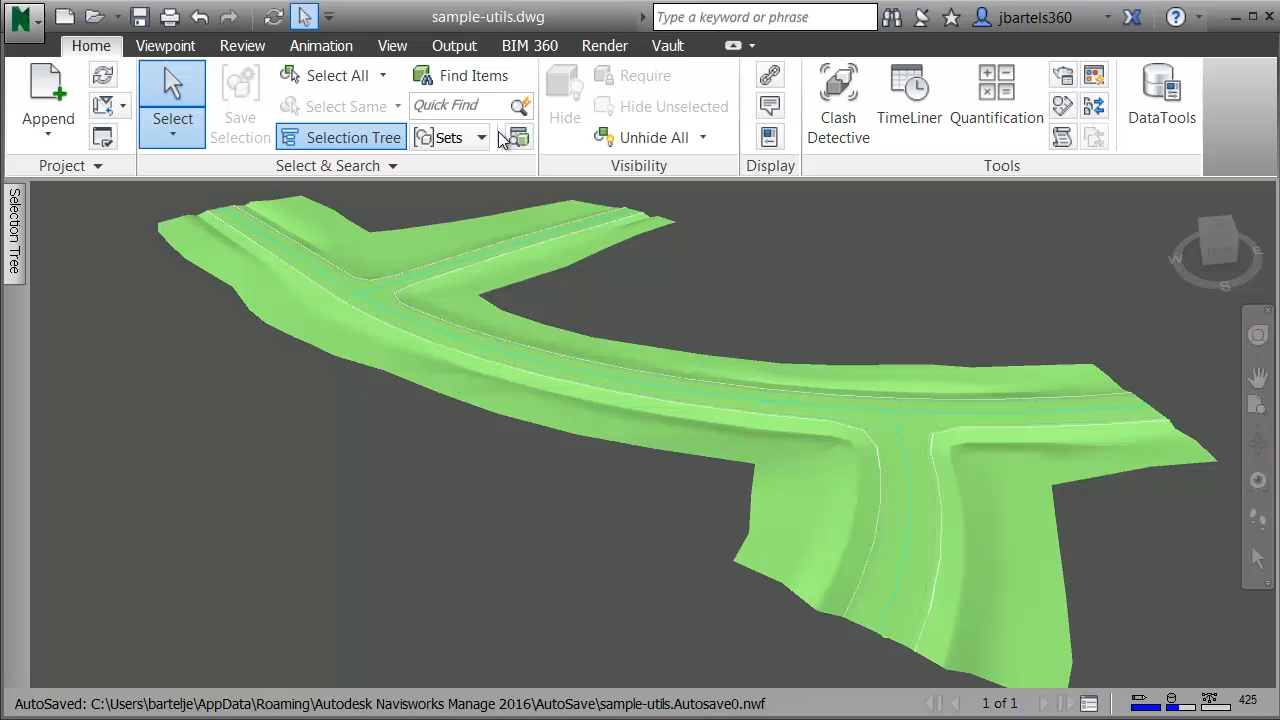 sample-utils.dwg
Type a keyword or phrase
jbartels360
Home Viewpoint Review Animation View Output BIM 360 Render Vault
Append
Project
Select
Save Selection
Select All
Select Same
Selection Tree
Find Items
Quick Find
Sets
Select & Search
Hide
Require
Hide Unselected
Unhide All
Visibility
Display
Clash Detective
TimeLiner
Quantification
Tools
DataTools
Selection Tree
W
E
S
AutoSaved: C:\Users\bartelje\AppData\Roaming\Autodesk Navisworks Manage 2016\AutoSave\sample-utils.Autosave0.nwf
1 of 1
425